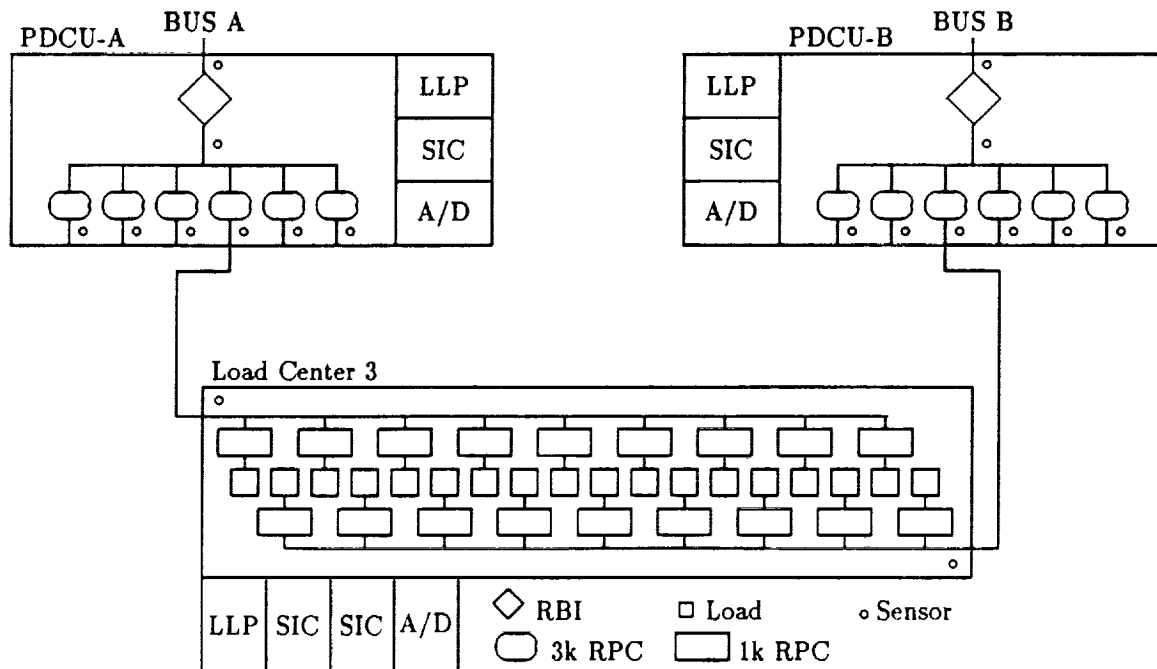 BUS A
BUS B
PDCU-A
PDCU-B
LLP
LLP
SIC
SIC
A/D
A/D
Load Center 3
LLP SIC SIC A/D
RBI Load Sensor
3k RPC 1k RPC